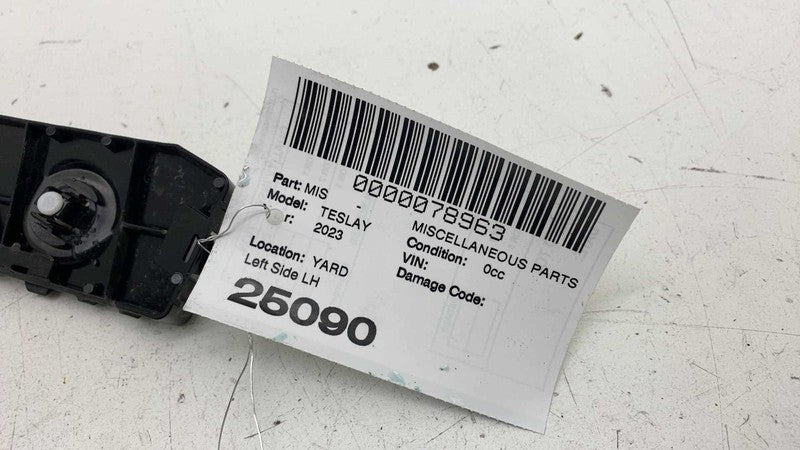 0000078963
Part: MIS MISCELLANEOUS PARTS
Model: TESLAY Condition: 0cc
r: 2023 VIN:
Damage Code:
Location: YARD
Left Side LH
25090